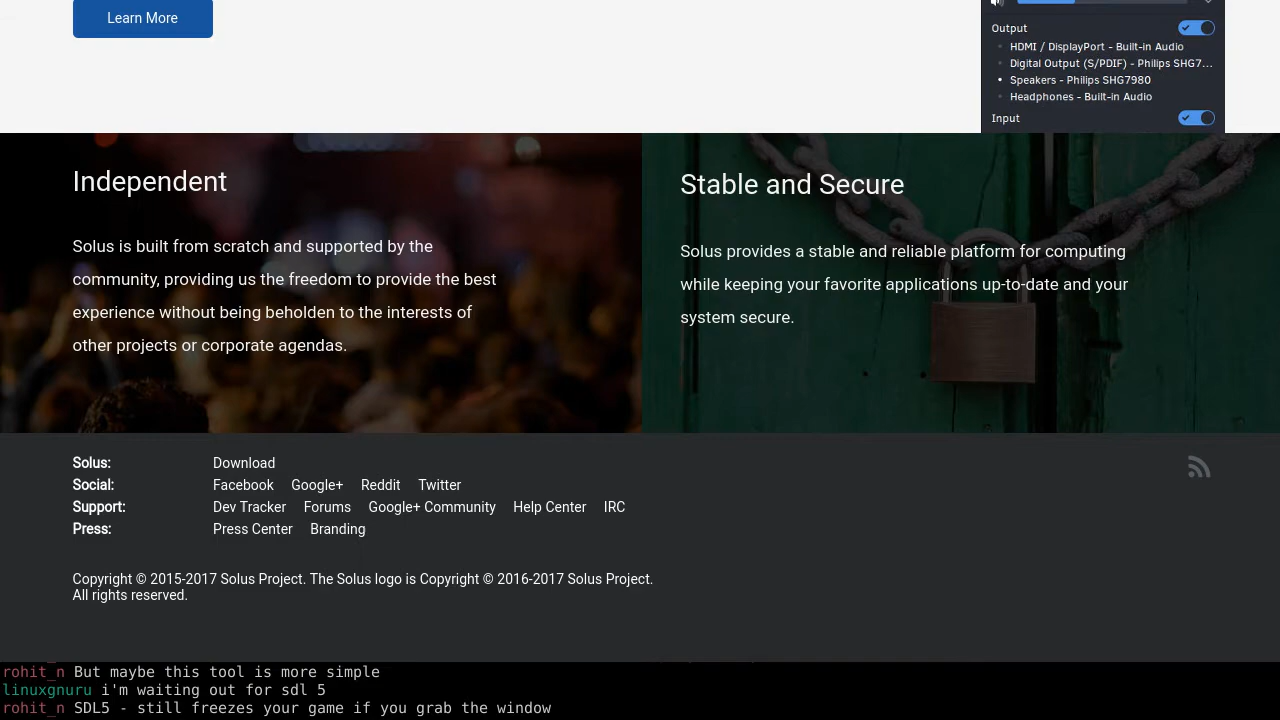 Learn More
Output
HDMI / DisplayPort - Built-in Audio
Digital Output (S/PDIF) - Philips SHG7...
Speakers - Philips SHG7980
Headphones - Built-in Audio
Input
Independent
Solus is built from scratch and supported by the
community, providing us the freedom to provide the best
experience without being beholden to the interests of
other projects or corporate agendas.
Stable and Secure
Solus provides a stable and reliable platform for computing
while keeping your favorite applications up-to-date and your
system secure.
Solus: Download
Social: Facebook Google+ Reddit Twitter
Support: Dev Tracker Forums Google+ Community Help Center IRC
Press: Press Center Branding
Copyright © 2015-2017 Solus Project. The Solus logo is Copyright © 2016-2017 Solus Project.
All rights reserved.
rohit_n But maybe this tool is more simple
linuxgnuru i'm waiting out for sdl 5
rohit_n SDL5 - still freezes your game if you grab the window